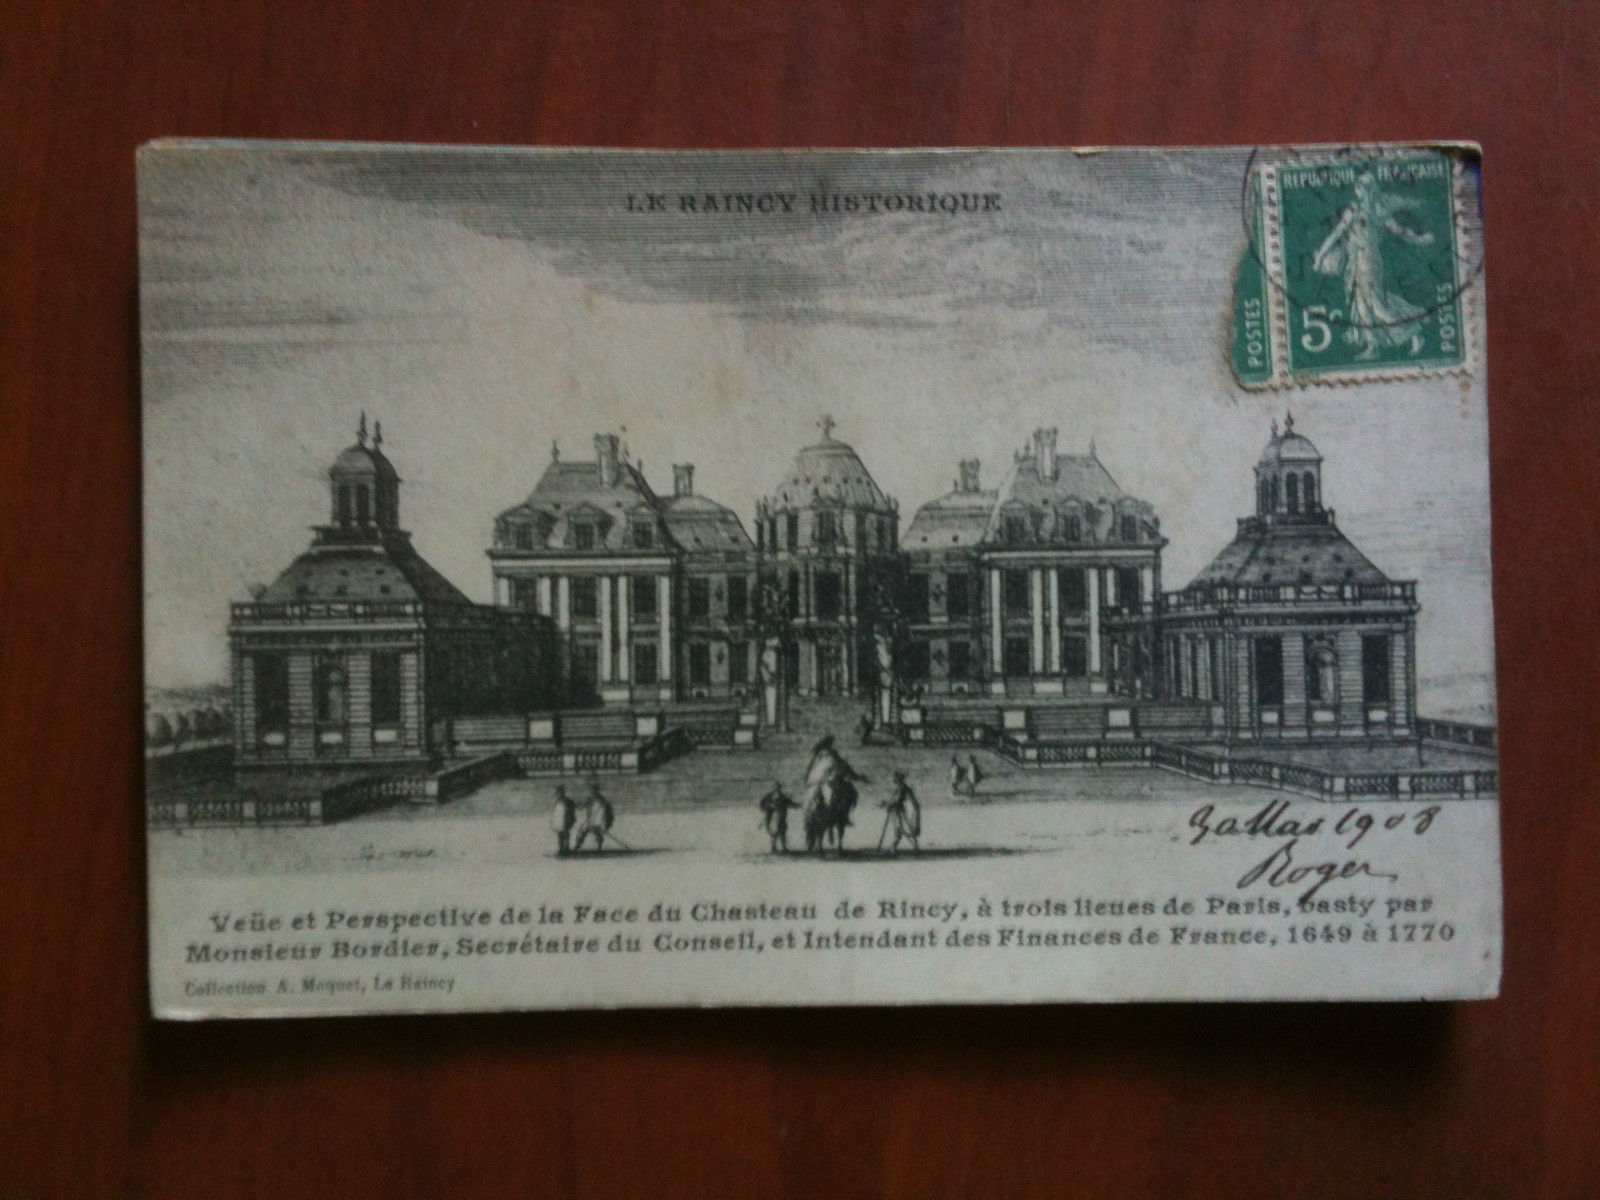 LE RAINCY HISTORIQUE
REPUBLIQUE FRANÇAISE
POSTES
5c
POSTES
1908
Roger
Veüe et Perspective de la Face du Chasteau de Rincy, à trois lieues de Paris, basty par
Monsieur Bordier, Secrétaire du Conseil, et Intendant des Finances de France, 1649 à 1770
Collection A. Moquet, Le Raincy